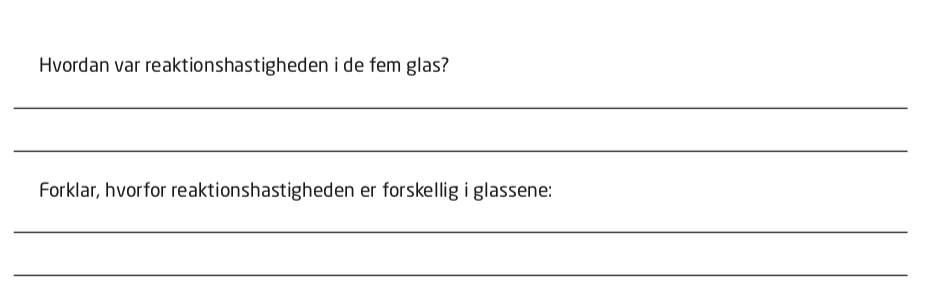 Hvordan var reaktionshastigheden i de fem glas?
Forklar, hvorfor reaktionshastigheden er forskellig i glassene: